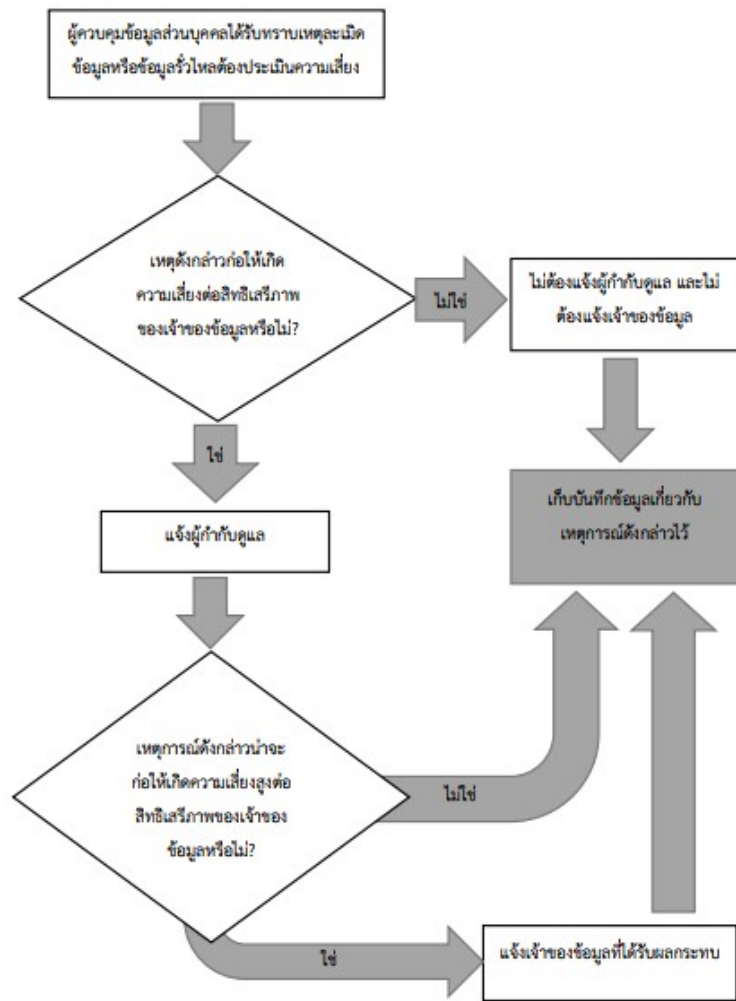 ผู้ควบคุมข้อมูลส่วนบุคคลได้รับทราบเหตุละเมิด
ข้อมูลหรือข้อมูลรั่วไหลต้องประเมินความเสี่ยง
เหตุดังกล่าวก่อให้เกิด
ความเสี่ยงต่อสิทธิเสรีภาพ
ของเจ้าของข้อมูลหรือไม่?
ไม่ใช่
ไม่ต้องแจ้งผู้กำกับดูแล และไม่
ต้องแจ้งเจ้าของข้อมูล
ใช่
แจ้งผู้กำกับดูแล
เก็บบันทึกข้อมูลเกี่ยวกับ
เหตุการณ์ดังกล่าวไว้
เหตุการณ์ดังกล่าวน่าจะ
ก่อให้เกิดความเสี่ยงสูงต่อ
สิทธิเสรีภาพของเจ้าของ
ข้อมูลหรือไม่?
ไม่ใช่
ใช่
แจ้งเจ้าของข้อมูลที่ได้รับผลกระทบ